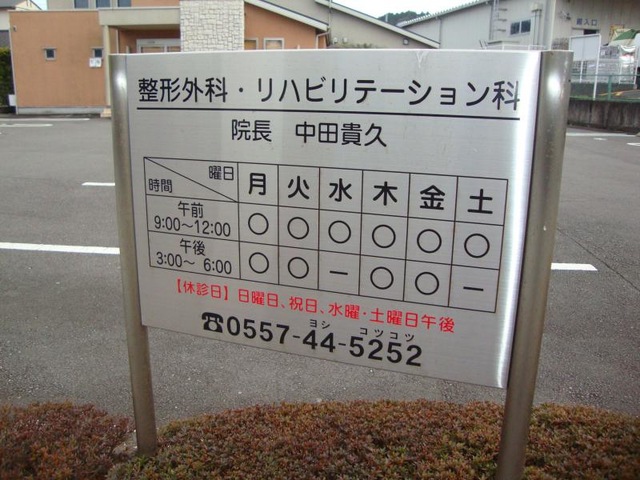 整形外科・リハビリテーション科
院長 中田貴久
曜日 月 火 水 木 金 土
時間
午前
9:00〜12:00 ○ ○ ○ ○ ○ ○
午後
3:00〜 6:00 ○ ○ － ○ ○ －
【休診日】日曜日、祝日、水曜・土曜日午後
ヨシ コツコツ
☎0557-44-5252